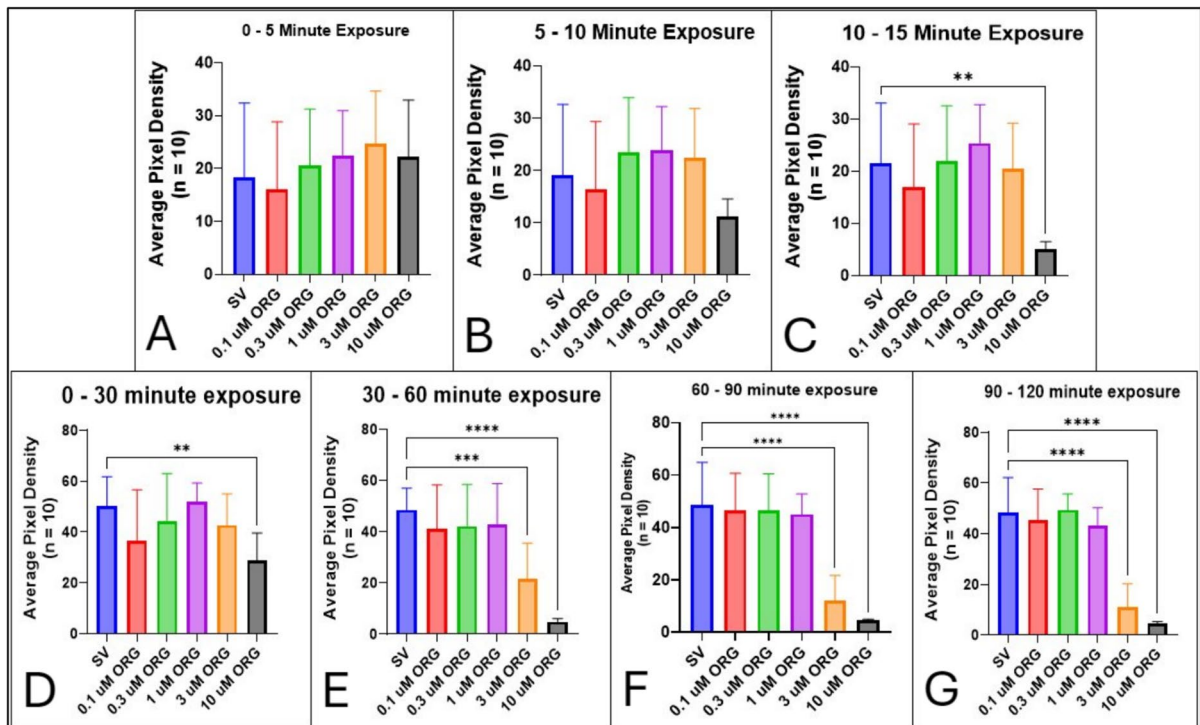 0 - 5 Minute Exposure
Average Pixel Density
(n = 10)
40
30
20
10
0
SV
0.1 uM ORG
0.3 uM ORG
1 uM ORG
3 uM ORG
10 uM ORG
A
5 - 10 Minute Exposure
Average Pixel Density
(n = 10)
40
30
20
10
0
SV
0.1 uM ORG
0.3 uM ORG
1 uM ORG
3 uM ORG
10 uM ORG
B
10 - 15 Minute Exposure
Average Pixel Density
(n = 10)
40
30
20
10
0
**
SV
0.1 uM ORG
0.3 uM ORG
1 uM ORG
3 uM ORG
10 uM ORG
C
0 - 30 minute exposure
Average Pixel Density
(n = 10)
80
60
40
20
0
**
SV
0.1 uM ORG
0.3 uM ORG
1 uM ORG
3 uM ORG
10 uM ORG
D
30 - 60 minute exposure
Average Pixel Density
(n = 10)
80
60
40
20
0
****
***
SV
0.1 uM ORG
0.3 uM ORG
1 uM ORG
3 uM ORG
10 uM ORG
E
60 - 90 minute exposure
Average Pixel Density
(n = 10)
80
60
40
20
0
****
****
SV
0.1 uM ORG
0.3 uM ORG
1 uM ORG
3 uM ORG
10 uM ORG
F
90 - 120 minute exposure
Average Pixel Density
(n = 10)
80
60
40
20
0
****
****
SV
0.1 uM ORG
0.3 uM ORG
1 uM ORG
3 uM ORG
10 uM ORG
G